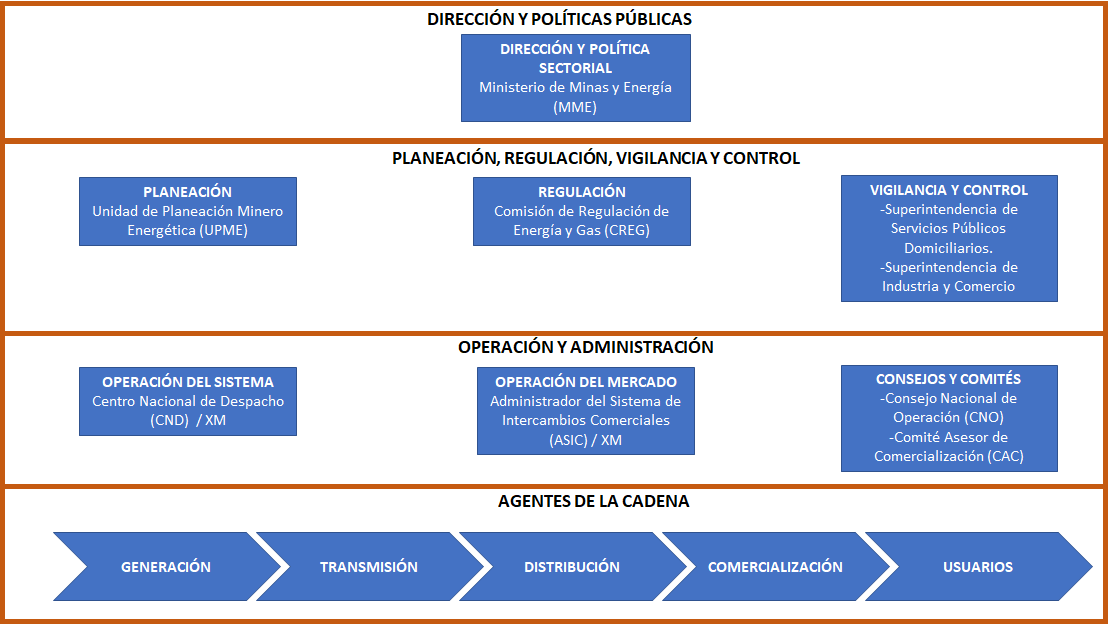 DIRECCIÓN Y POLÍTICAS PÚBLICAS
DIRECCIÓN Y POLÍTICA
SECTORIAL
Ministerio de Minas y Energía
(MME)
PLANEACIÓN, REGULACIÓN, VIGILANCIA Y CONTROL
PLANEACIÓN
Unidad de Planeación Minero
Energética (UPME)
REGULACIÓN
Comisión de Regulación de
Energía y Gas (CREG)
VIGILANCIA Y CONTROL
-Superintendencia de
Servicios Públicos
Domiciliarios.
-Superintendencia de
Industria y Comercio
OPERACIÓN Y ADMINISTRACIÓN
OPERACIÓN DEL SISTEMA
Centro Nacional de Despacho
(CND) / XM
OPERACIÓN DEL MERCADO
Administrador del Sistema de
Intercambios Comerciales
(ASIC) / XM
CONSEJOS Y COMITÉS
-Consejo Nacional de
Operación (CNO)
-Comité Asesor de
Comercialización (CAC)
AGENTES DE LA CADENA
GENERACIÓN
TRANSMISIÓN
DISTRIBUCIÓN
COMERCIALIZACIÓN
USUARIOS